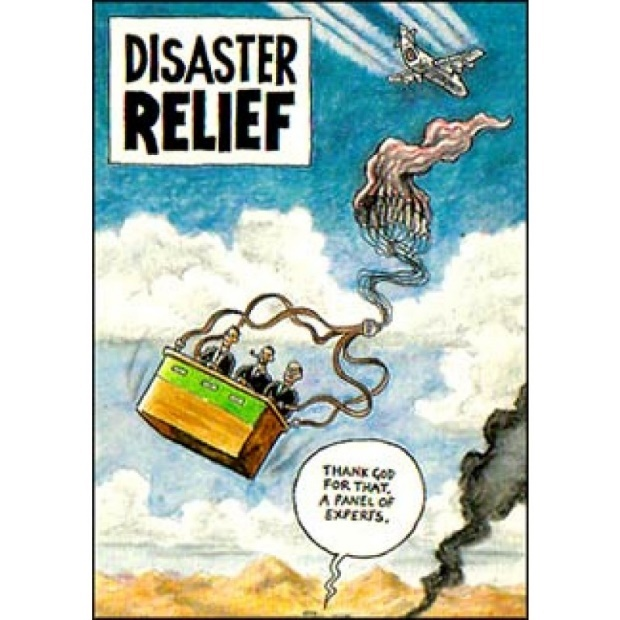 DISASTER
RELIEF
THANK GOD
FOR THAT.
A PANEL OF
EXPERTS.